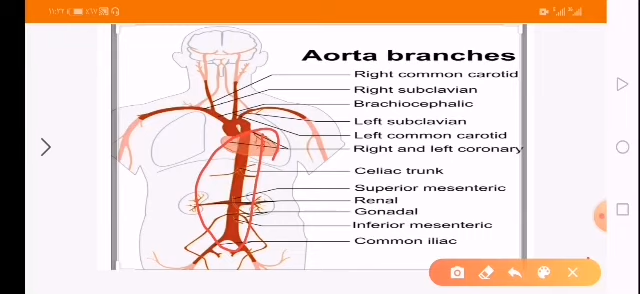 Aorta branches
Right common carotid
Right subclavian
Brachiocephalic
Left subclavian
Left common carotid
Right and left coronary
Celiac trunk
Superior mesenteric
Renal
Gonadal
Inferior mesenteric
Common iliac